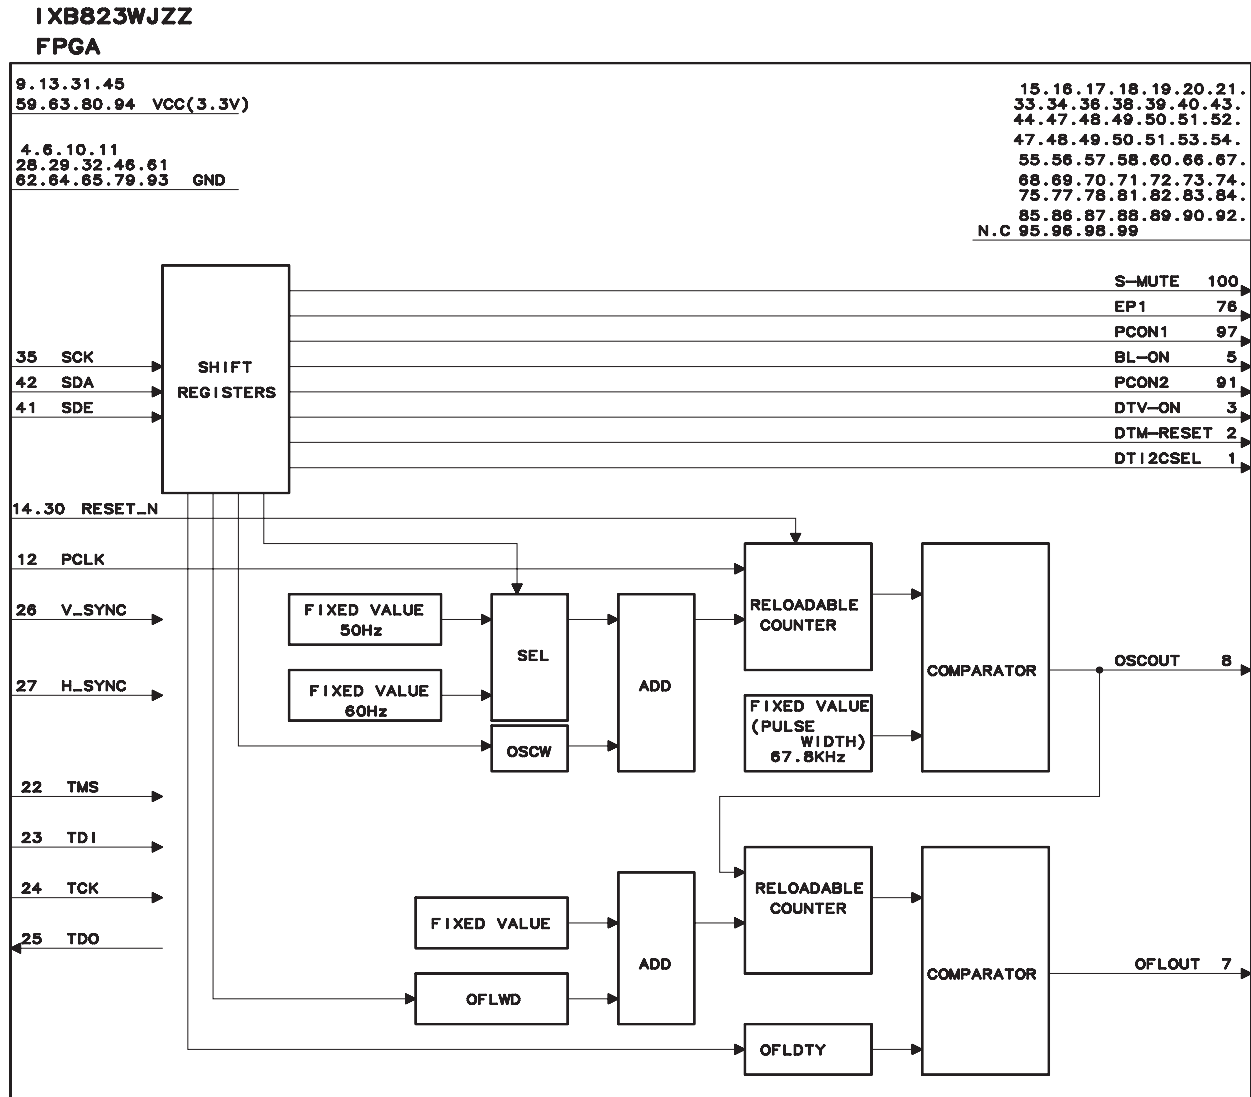 IXB823WJZZ
FPGA
9.13.31.45
59.63.80.94 VCC(3.3V)
4.6.10.11
28.29.32.46.61
62.64.65.79.93 GND
15.16.17.18.19.20.21.
33.34.36.38.39.40.43.
44.47.48.49.50.51.52.
47.48.49.50.51.53.54.
55.56.57.58.60.66.67.
68.69.70.71.72.73.74.
75.77.78.81.82.83.84.
85.86.87.88.89.90.92.
N.C 95.96.98.99
S-MUTE 100
EP1 76
PCON1 97
BL-ON 5
PCON2 91
DTV-ON 3
DTM-RESET 2
DTI2CSEL 1
35 SCK
42 SDA
41 SDE
SHIFT
REGISTERS
14.30 RESET_N
12 PCLK
26 V_SYNC
27 H_SYNC
FIXED VALUE
50Hz
FIXED VALUE
60Hz
SEL
OSCW
ADD
RELOADABLE
COUNTER
FIXED VALUE
(PULSE
WIDTH)
67.8KHz
COMPARATOR
OSCOUT 8
22 TMS
23 TDI
24 TCK
25 TDO
FIXED VALUE
OFLWD
ADD
RELOADABLE
COUNTER
OFLDTY
COMPARATOR
OFLOUT 7